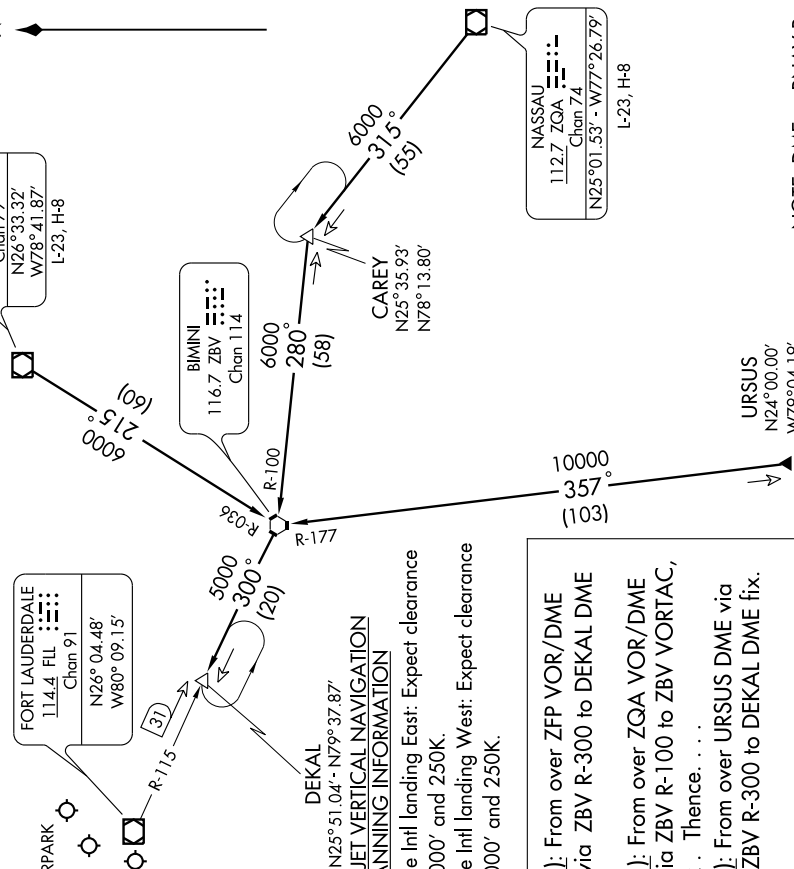 N26°33.32'
W78°41.87'
L-23, H-8
6000
215°
(60)
BIMINI
116.7 ZBV
Chan 114
R-036
R-100
R-177
6000
280°
(58)
6000
315°
(55)
CAREY
N25°35.93'
N78°13.80'
NASSAU
112.7 ZQA
Chan 74
N25°01.53' - W77°26.79'
L-23, H-8
FORT LAUDERDALE
114.4 FLL
Chan 91
N26° 04.48'
W80° 09.15'
RPARK
R-115
31
5000
300°
(20)
DEKAL
N25°51.04' - N79°37.87'
10000
357°
(103)
URSUS
N24°00.00'
JET VERTICAL NAVIGATION
ANNING INFORMATION
e Intl landing East: Expect clearance
000' and 250K.
e Intl landing West: Expect clearance
000' and 250K.
): From over ZFP VOR/DME
via ZBV R-300 to DEKAL DME
): From over ZQA VOR/DME
ia ZBV R-100 to ZBV VORTAC,
. . Thence. . . .
): From over URSUS DME via
ZBV R-300 to DEKAL DME fix.